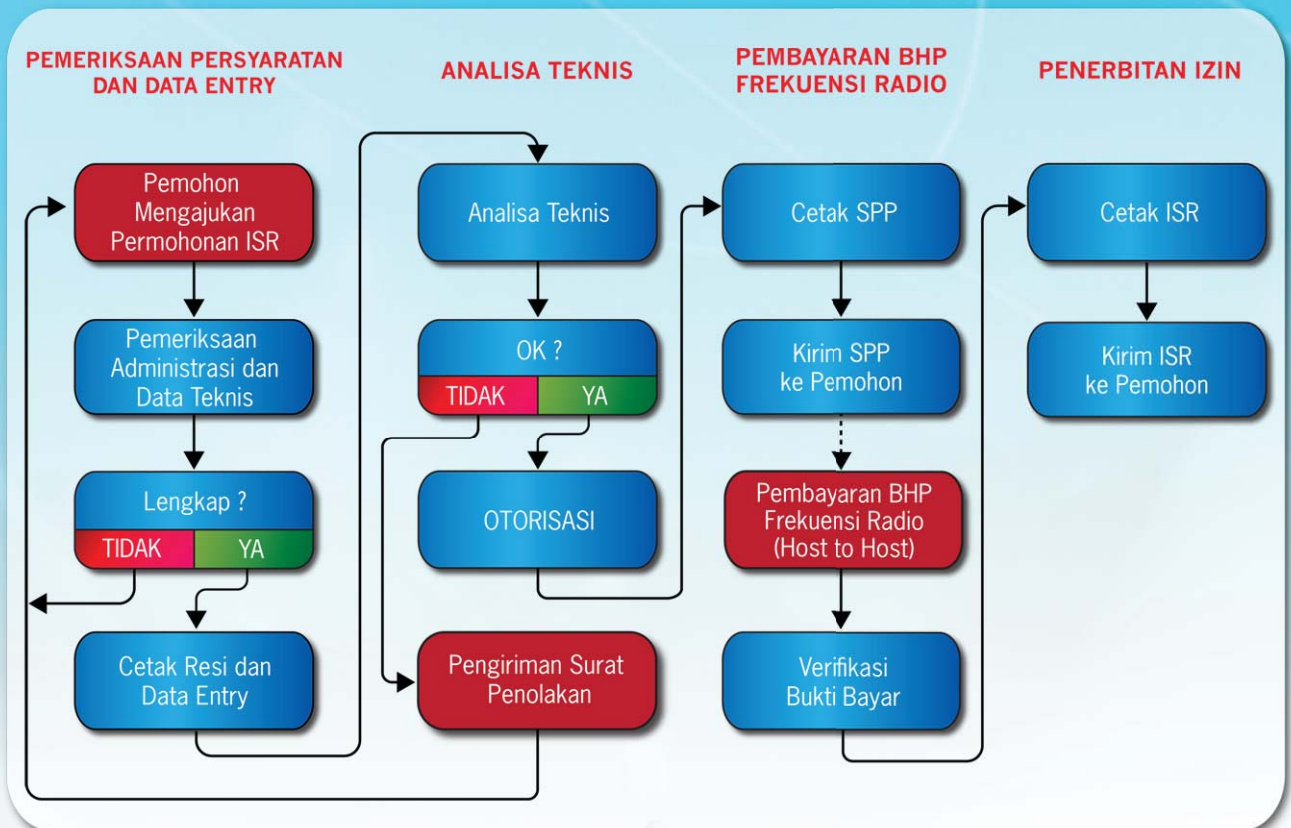 PEMERIKSAAN PERSYARATAN
DAN DATA ENTRY
Pemohon
Mengajukan
Permohonan ISR
Pemeriksaan
Administrasi dan
Data Teknis
Lengkap ?
TIDAK
YA
Cetak Resi dan
Data Entry
ANALISA TEKNIS
Analisa Teknis
OK ?
TIDAK
YA
OTORISASI
Pengiriman Surat
Penolakan
PEMBAYARAN BHP
FREKUENSI RADIO
Cetak SPP
Kirim SPP
ke Pemohon
Pembayaran BHP
Frekuensi Radio
(Host to Host)
Verifikasi
Bukti Bayar
PENERBITAN IZIN
Cetak ISR
Kirim ISR
ke Pemohon